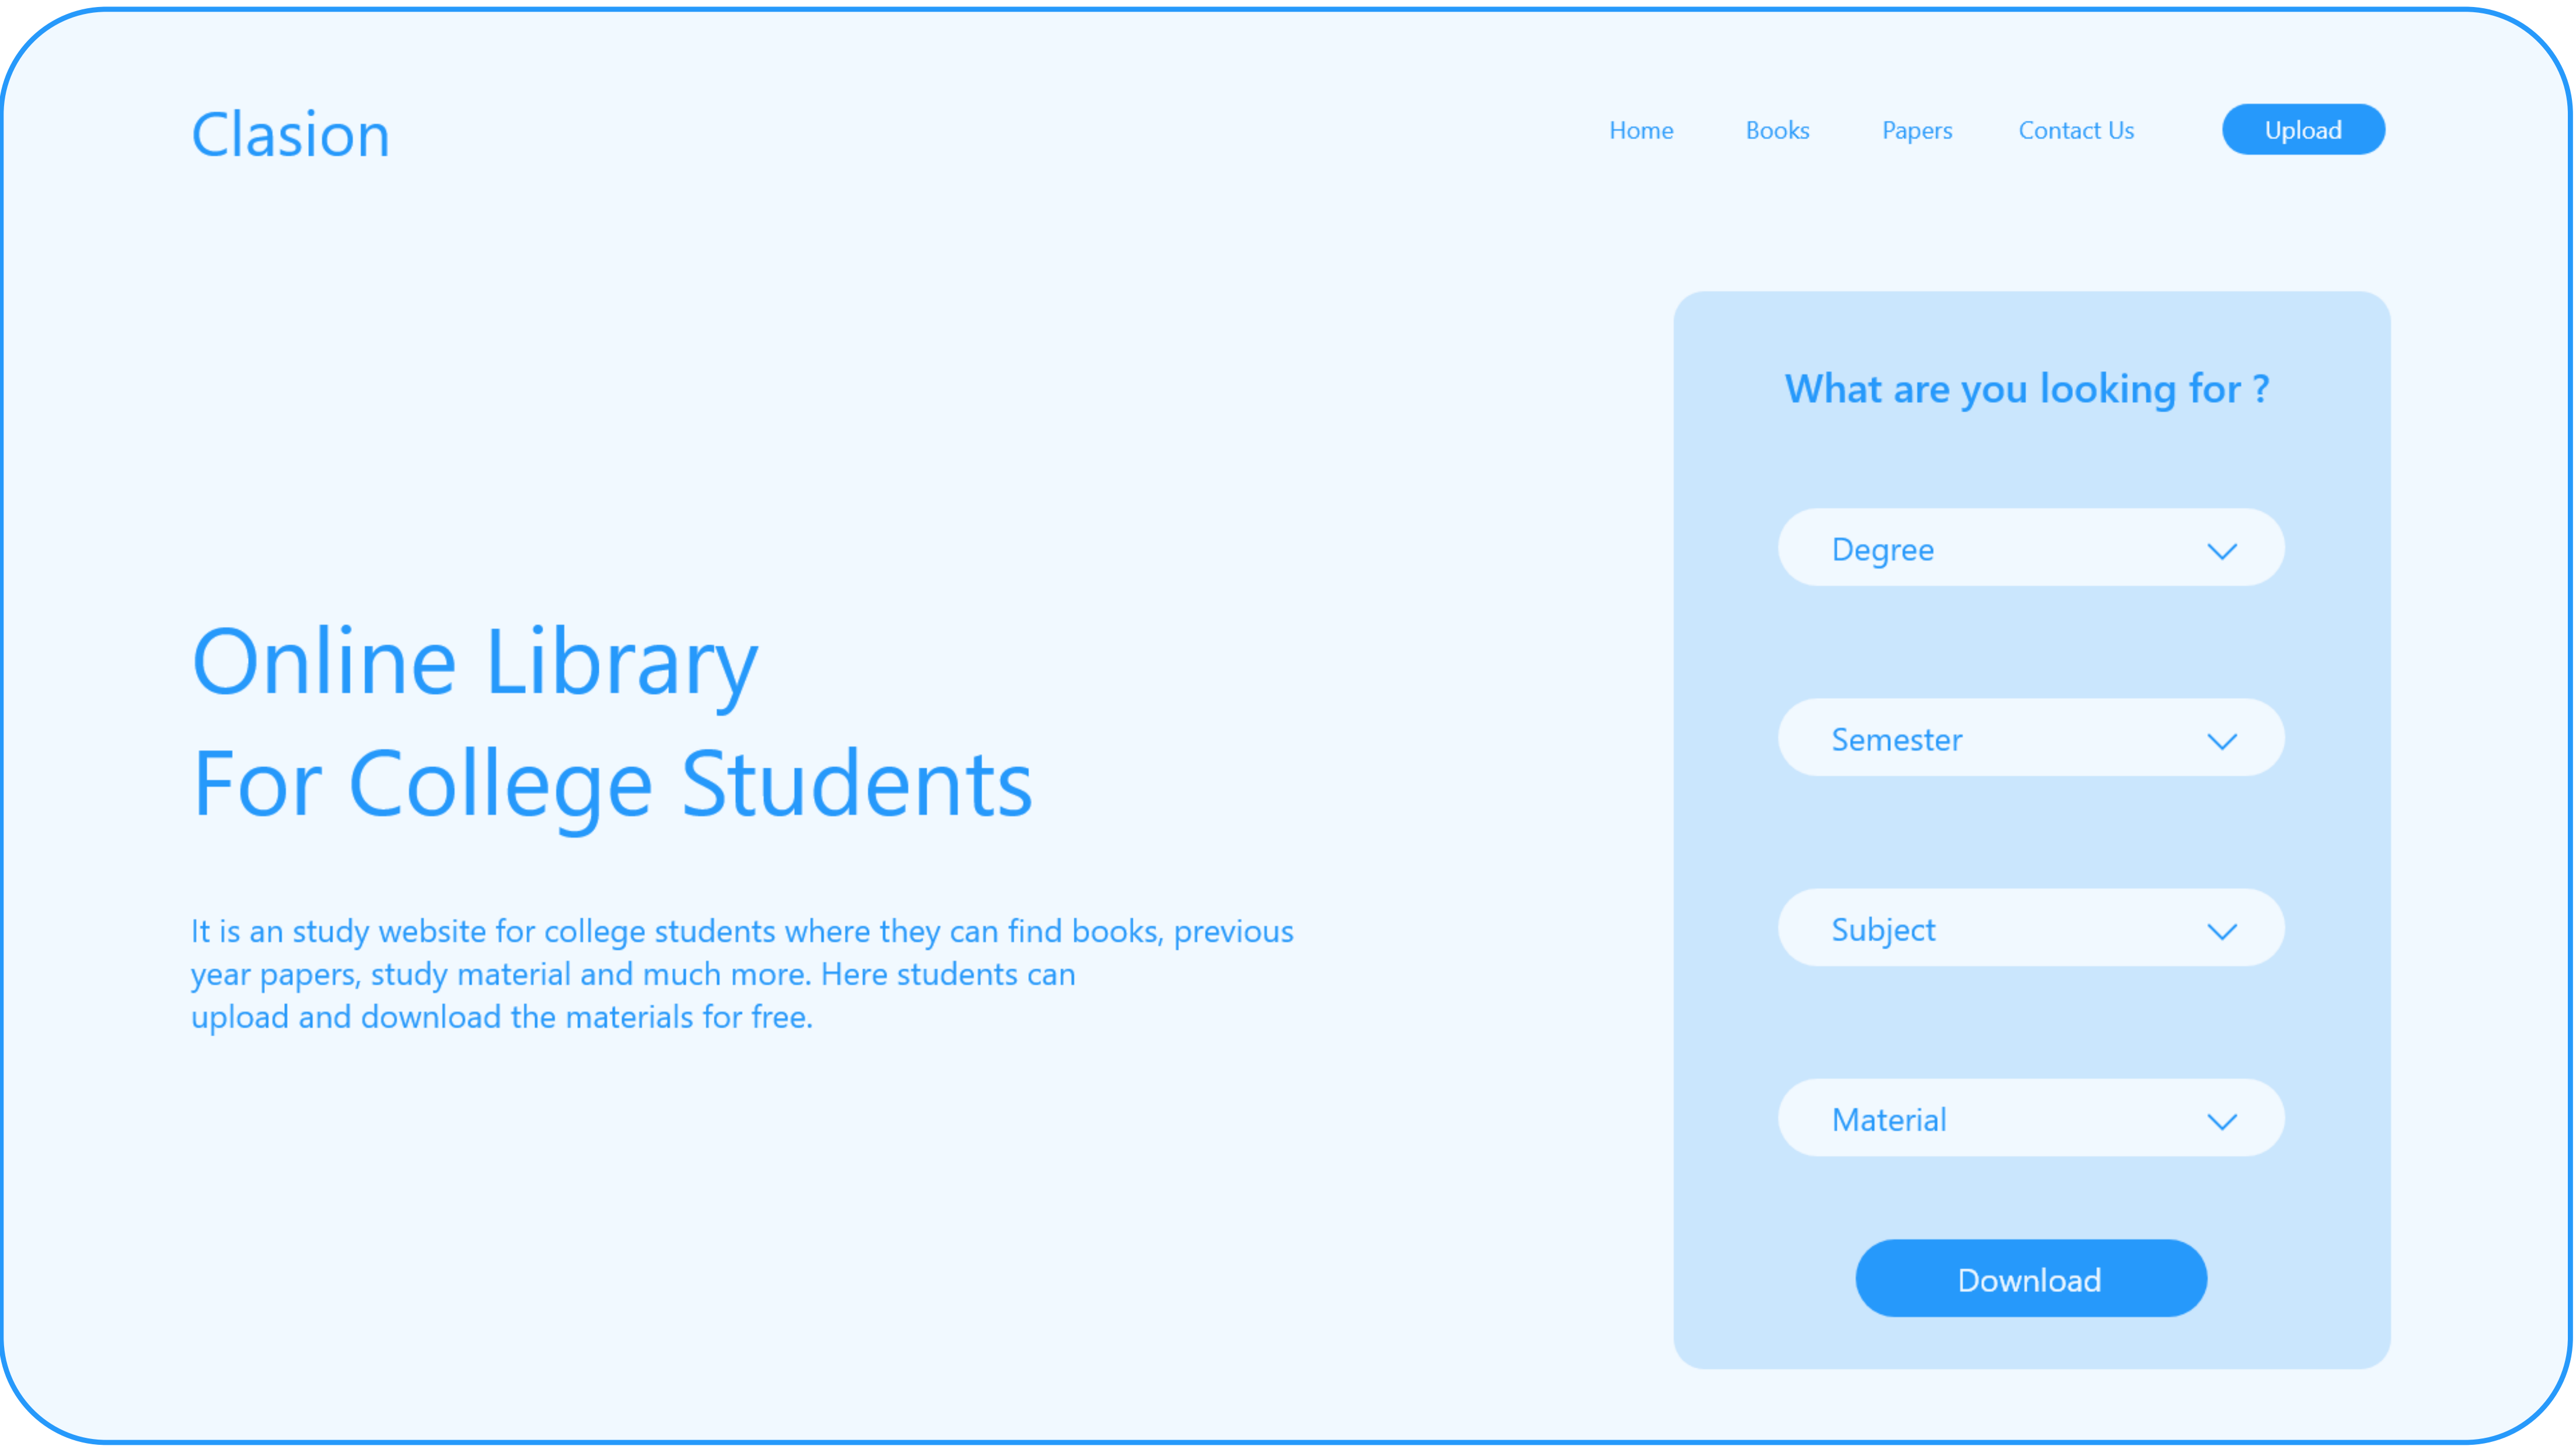 Clasion
Home Books Papers Contact Us Upload
Online Library
For College Students
It is an study website for college students where they can find books, previous
year papers, study material and much more. Here students can
upload and download the materials for free.
What are you looking for ?
Degree
Semester
Subject
Material
Download